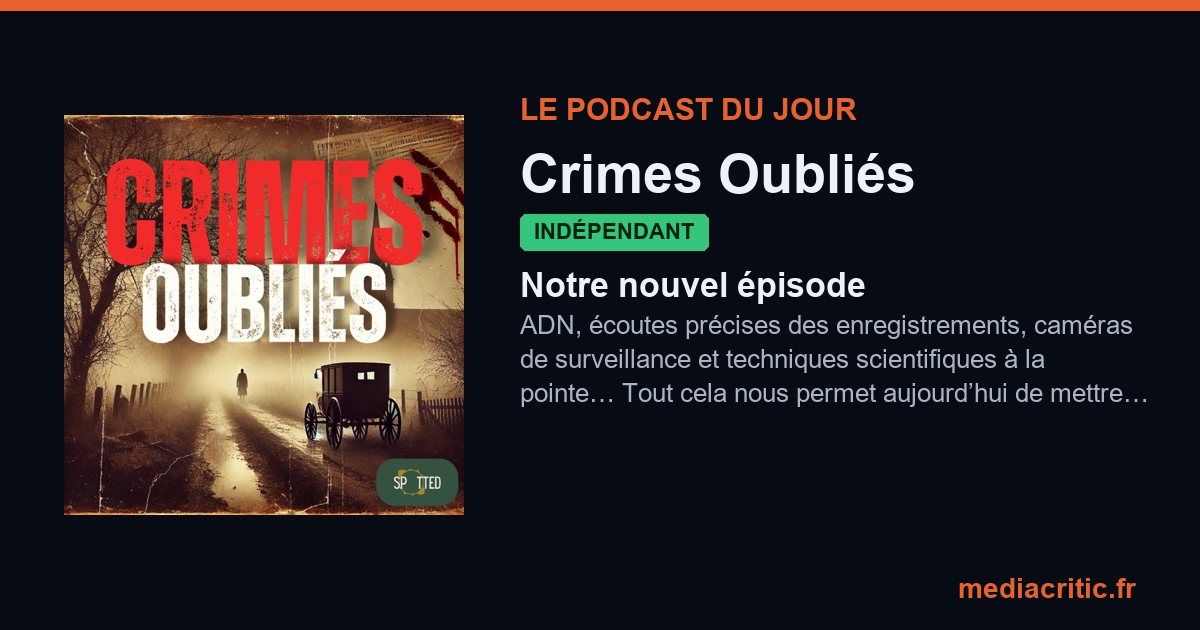 CRIMES
OUBLIÉS
SPOTTED
LE PODCAST DU JOUR
Crimes Oubliés
INDÉPENDANT
Notre nouvel épisode
ADN, écoutes précises des enregistrements, caméras
de surveillance et techniques scientifiques à la
pointe… Tout cela nous permet aujourd’hui de mettre…
mediacritic.fr